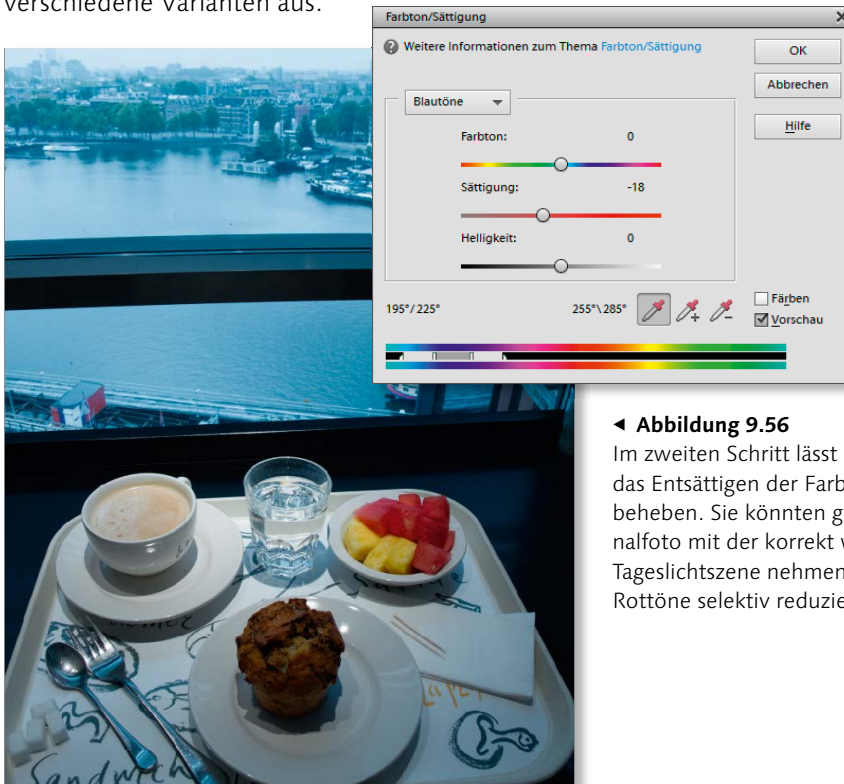 verschiedene Varianten aus.
Farbton/Sättigung
Weitere Informationen zum Thema Farbton/Sättigung
OK
Abbrechen
Hilfe
Blautöne
Farbton: 0
Sättigung: -18
Helligkeit: 0
195°/ 225° 255°\ 285°
Färben
Vorschau
◄ Abbildung 9.56
Im zweiten Schritt lässt
das Entsättigen der Farb
beheben. Sie könnten g
nalfoto mit der korrekt
Tageslichtszene nehmen
Rottöne selektiv reduzie
Sandwich